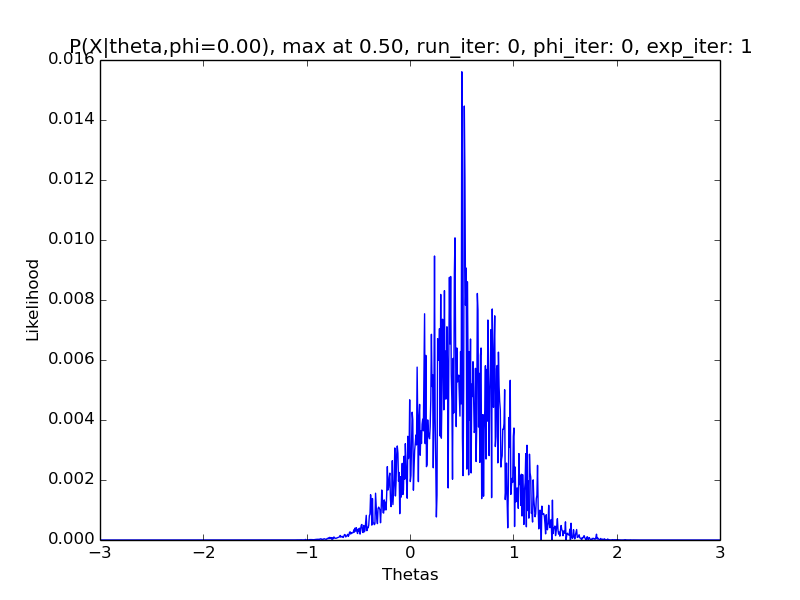 P(X|theta,phi=0.00), max at 0.50, run_iter: 0, phi_iter: 0, exp_iter: 1
0.016
0.014
0.012
0.010
0.008
0.006
0.004
0.002
0.000
Likelihood
−3 −2 −1 0 1 2 3
Thetas